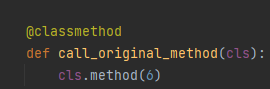 @classmethod
def call_original_method(cls):
    cls.method(6)